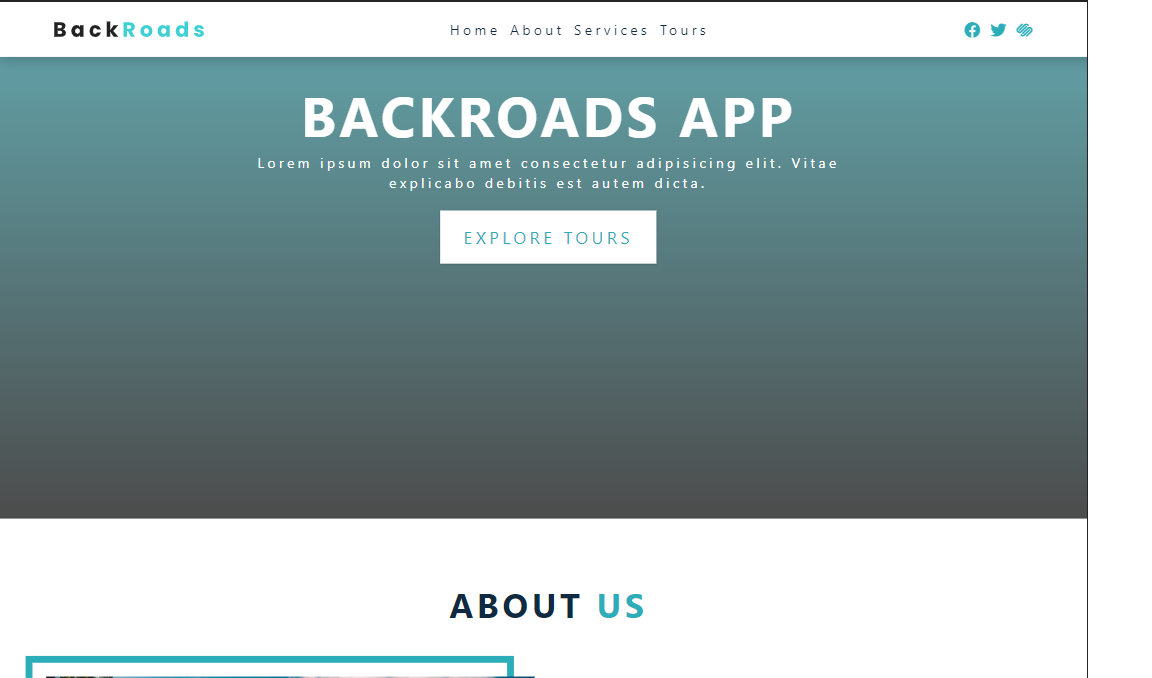 BackRoads
Home About Services Tours
BACKROADS APP
Lorem ipsum dolor sit amet consectetur adipisicing elit. Vitae
explicabo debitis est autem dicta.
EXPLORE TOURS
ABOUT US